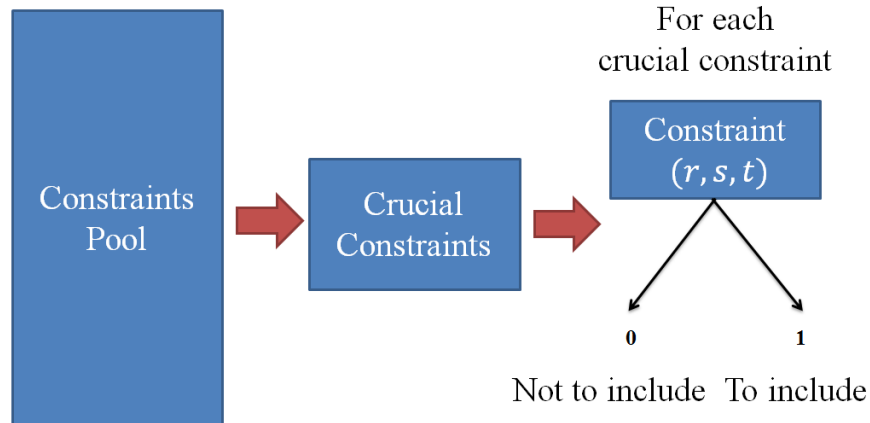 Constraints
Pool
Crucial
Constraints
For each
crucial constraint
Constraint
(r, s, t)
0
1
Not to include
To include